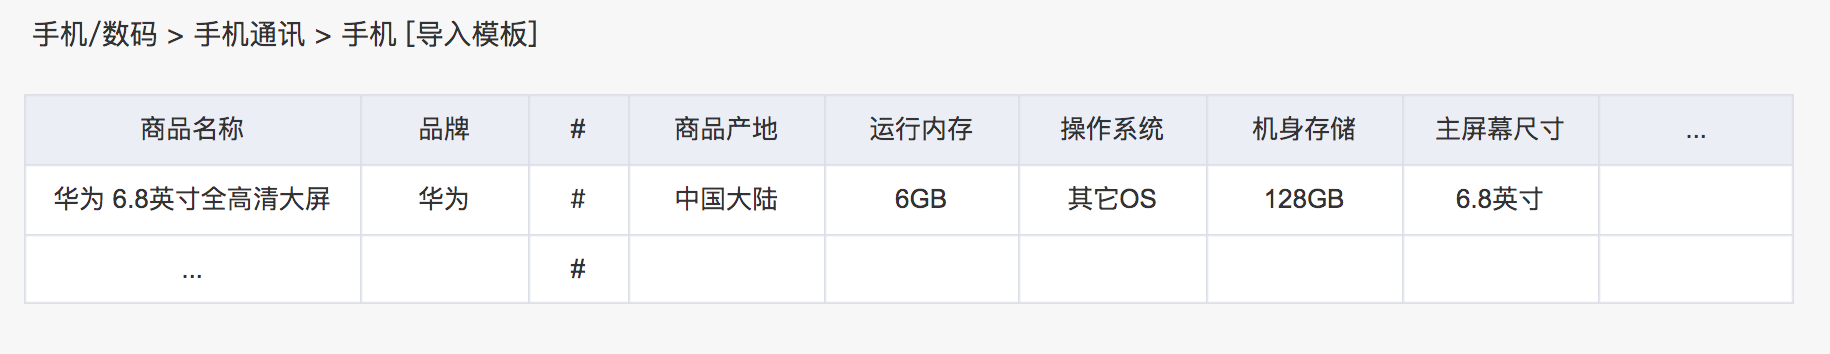 手机/数码 > 手机通讯 > 手机 [导入模板]
商品名称 品牌 # 商品产地 运行内存 操作系统 机身存储 主屏幕尺寸 ...
华为 6.8英寸全高清大屏 华为 # 中国大陆 6GB 其它OS 128GB 6.8英寸
... #